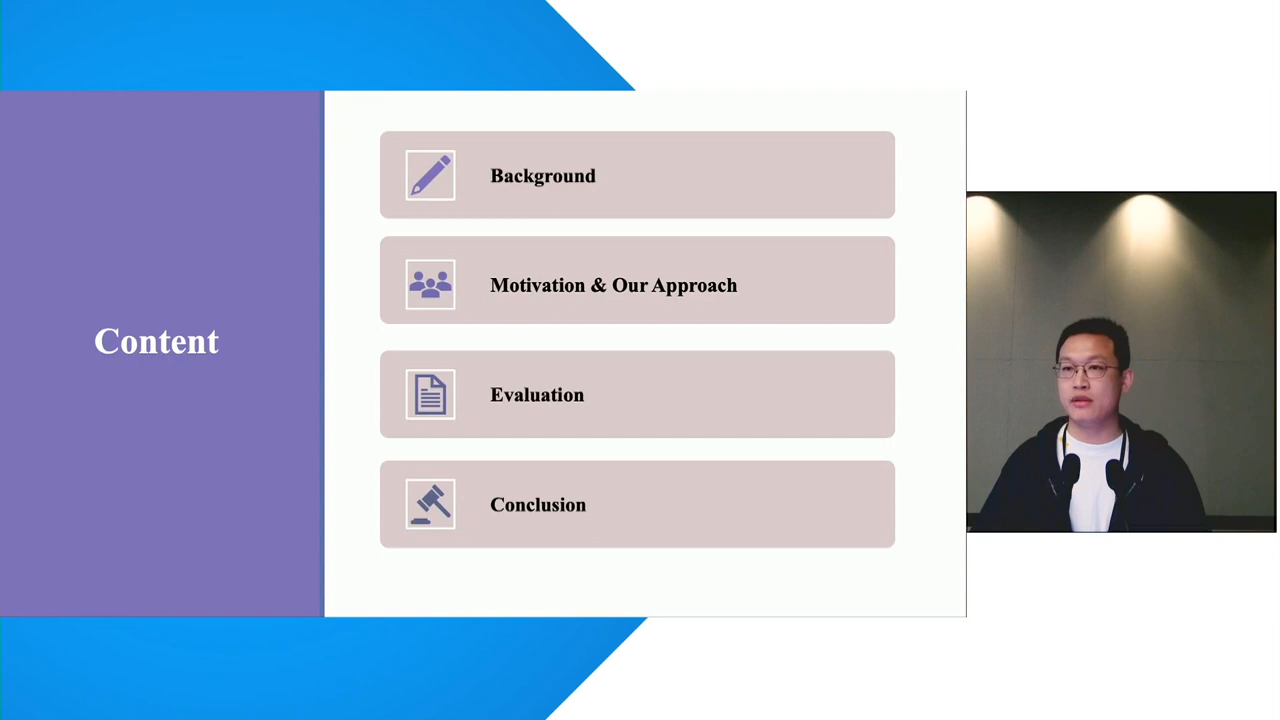 Content
Background
Motivation & Our Approach
Evaluation
Conclusion